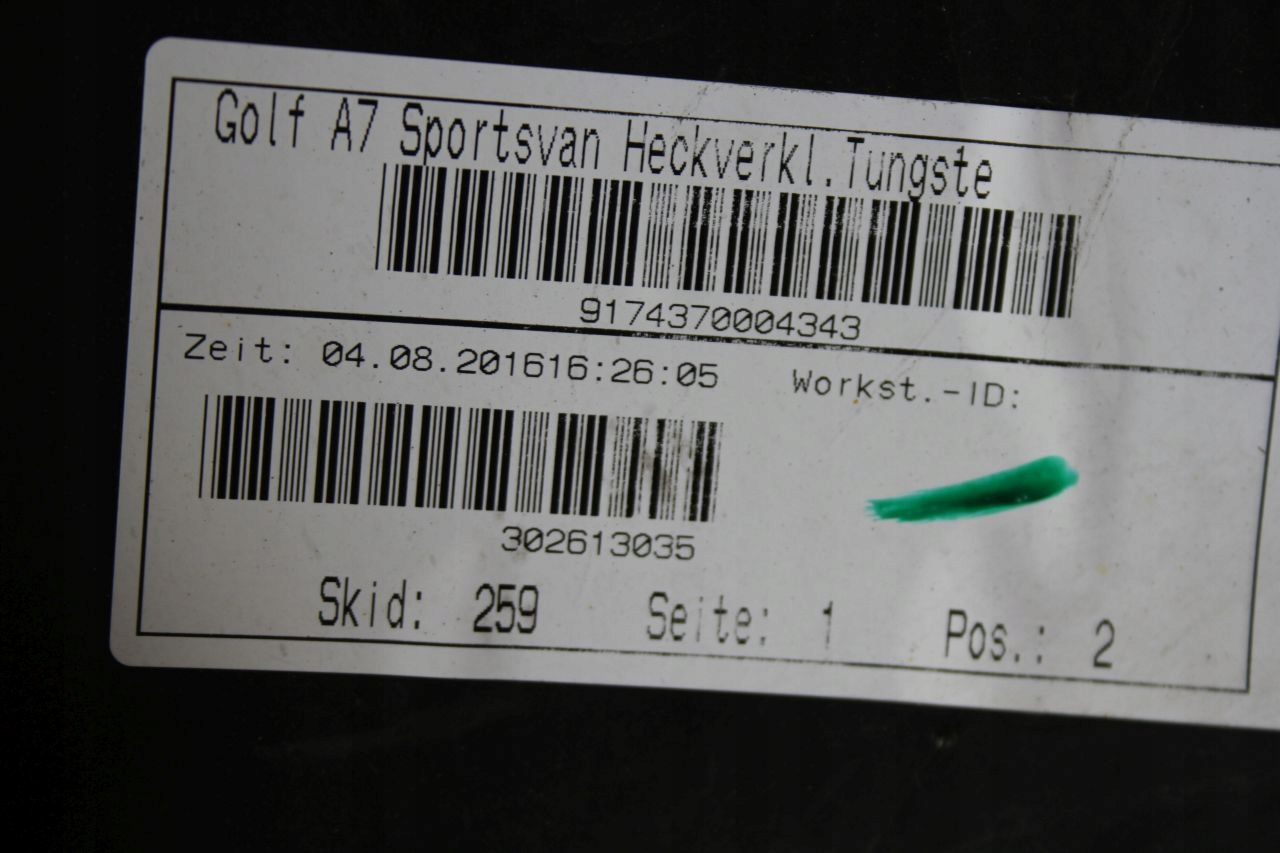 Golf A7 Sportsvan Heckverkl.Tungste
9174370004343
Zeit: 04.08.201616:26:05 Workst.-ID:
302613035
Skid: 259 Seite: 1 Pos.: 2